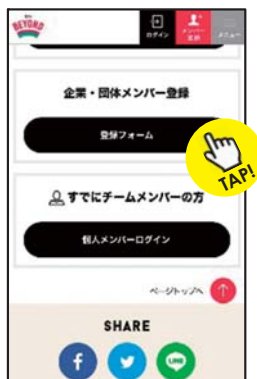 BEYOND
ログイン
メンバー
登録
メニュー
企業・団体メンバー登録
登録フォーム
TAP!
すでにチームメンバーの方
個人メンバーログイン
ページトップへ
SHARE
LINE